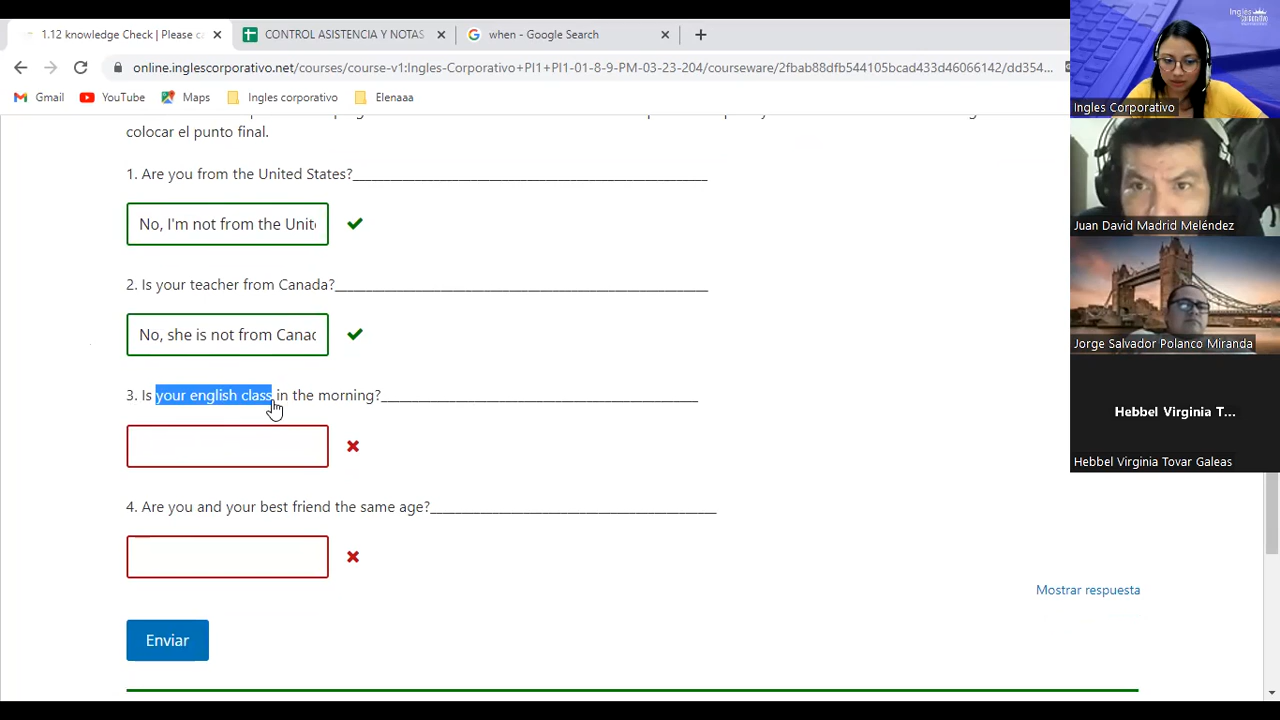 1.12 knowledge Check | Please ca
CONTROL ASISTENCIA Y NOTAS
when - Google Search
online.inglescorporativo.net/courses/course-v1:Ingles-Corporativo+PI1+PI1-01-8-9-PM-03-23-204/courseware/2fbab88dfb544105bcad433d46066142/dd354...
Gmail
YouTube
Maps
Ingles corporativo
Elenaaa
colocar el punto final.
1. Are you from the United States?
No, I'm not from the Unite
2. Is your teacher from Canada?
No, she is not from Canac
3. Is your english class in the morning?
4. Are you and your best friend the same age?
Mostrar respuesta
Enviar
Ingles
CORPORATIVO
Ingles Corporativo
Juan David Madrid Meléndez
Jorge Salvador Polanco Miranda
Hebbel Virginia T...
Hebbel Virginia Tovar Galeas